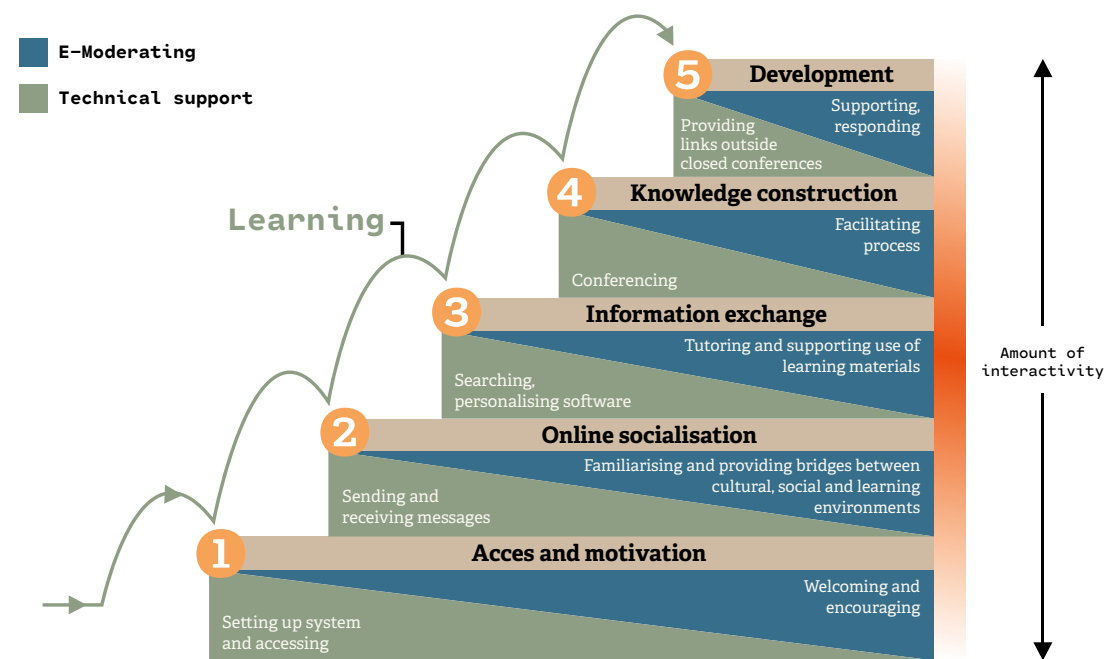 E-Moderating
Technical support
Learning
5
Development
Supporting,
responding
Providing
links outside
closed conferences
4
Knowledge construction
Facilitating
process
Conferencing
3
Information exchange
Tutoring and supporting use of
learning materials
Searching,
personalising software
2
Online socialisation
Familiarising and providing bridges between
cultural, social and learning
environments
Sending and
receiving messages
1
Acces and motivation
Welcoming and
encouraging
Setting up system
and accessing
Amount of
interactivity